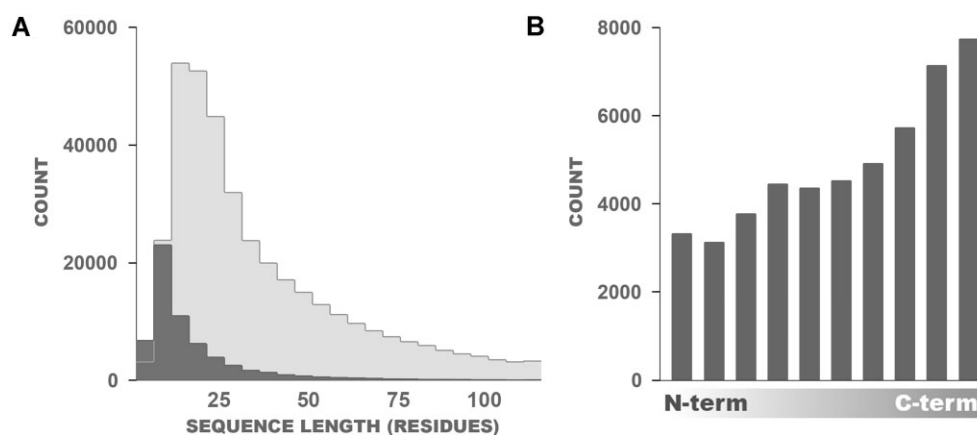 A
60000
40000
20000
0
COUNT
25 50 75 100
SEQUENCE LENGTH (RESIDUES)
B
8000
6000
4000
2000
0
COUNT
N-term C-term